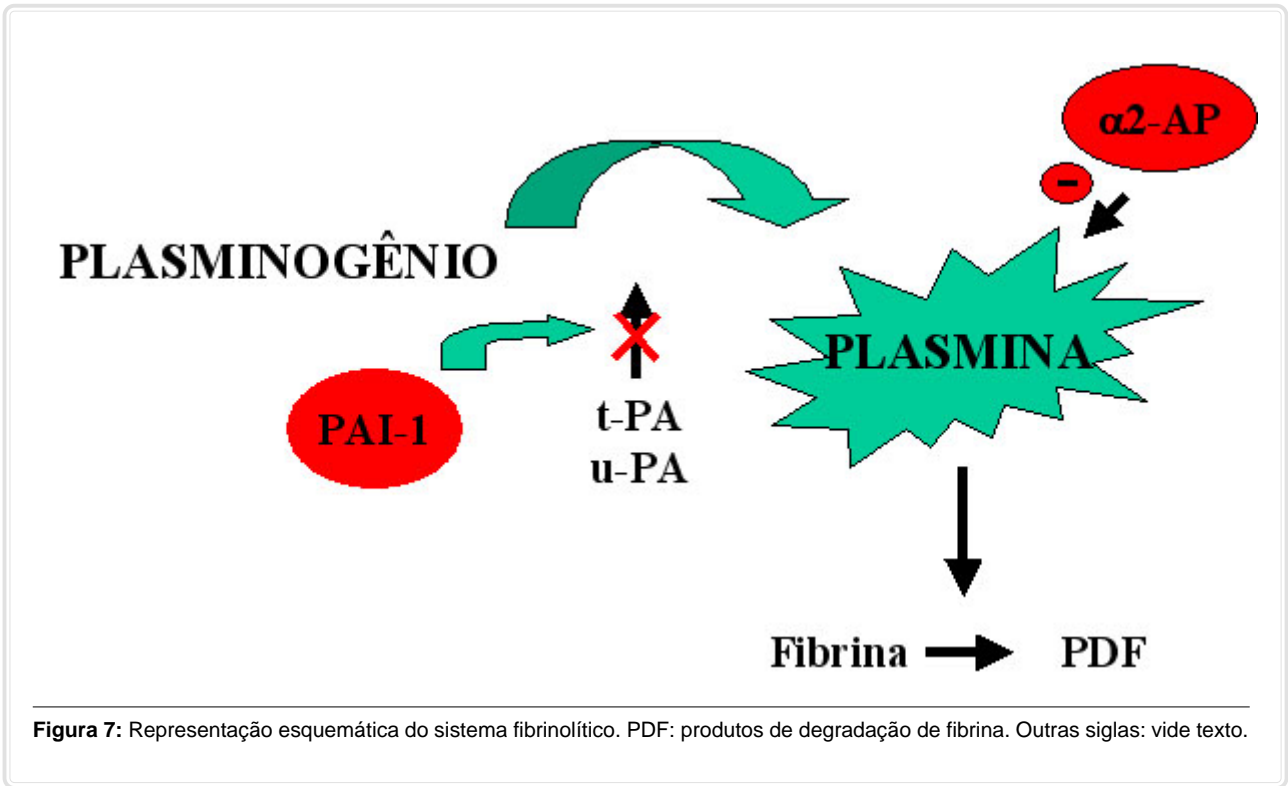 α2-AP
-
PLASMINOGÊNIO
PLASMINA
PAI-1
t-PA
u-PA
Fibrina
PDF
Figura 7: Representação esquemática do sistema fibrinolítico. PDF: produtos de degradação de fibrina. Outras siglas: vide texto.